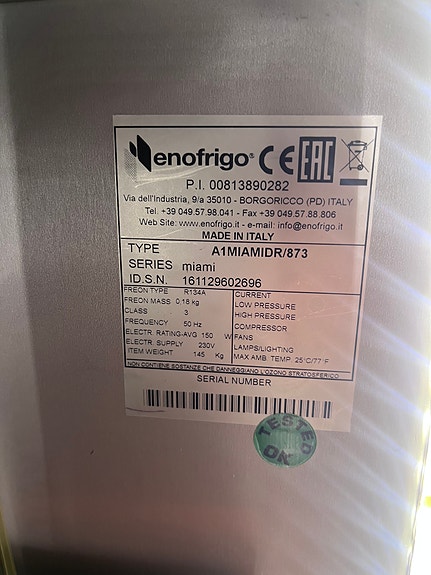 enofrigo® CE EAC
P.I. 00813890282
Via dell'Industria, 9/a 35010 - BORGORICCO (PD) ITALY
Tel. +39 049.57.98.041 - Fax +39 049.57.88.806
Web Site: www.enofrigo.it - e-mail: info@enofrigo.it
MADE IN ITALY
TYPE A1MIAMIDR/873
SERIES miami
ID.S.N. 161129602696
FREON TYPE R134A
FREON MASS 0,18 kg
CLASS 3
FREQUENCY 50 Hz
ELECTR. RATING-AVG 150 W
ELECTR. SUPPLY 230V
ITEM WEIGHT 145 Kg
CURRENT
LOW PRESSURE
HIGH PRESSURE
COMPRESSOR
FANS
LAMPS/LIGHTING
MAX AMB. TEMP. 25°C/77°F
NON CONTIENE SOSTANZE CHE DANNEGGIANO L'OZONO STRATOSFERICO
SERIAL NUMBER
TESTED
OK